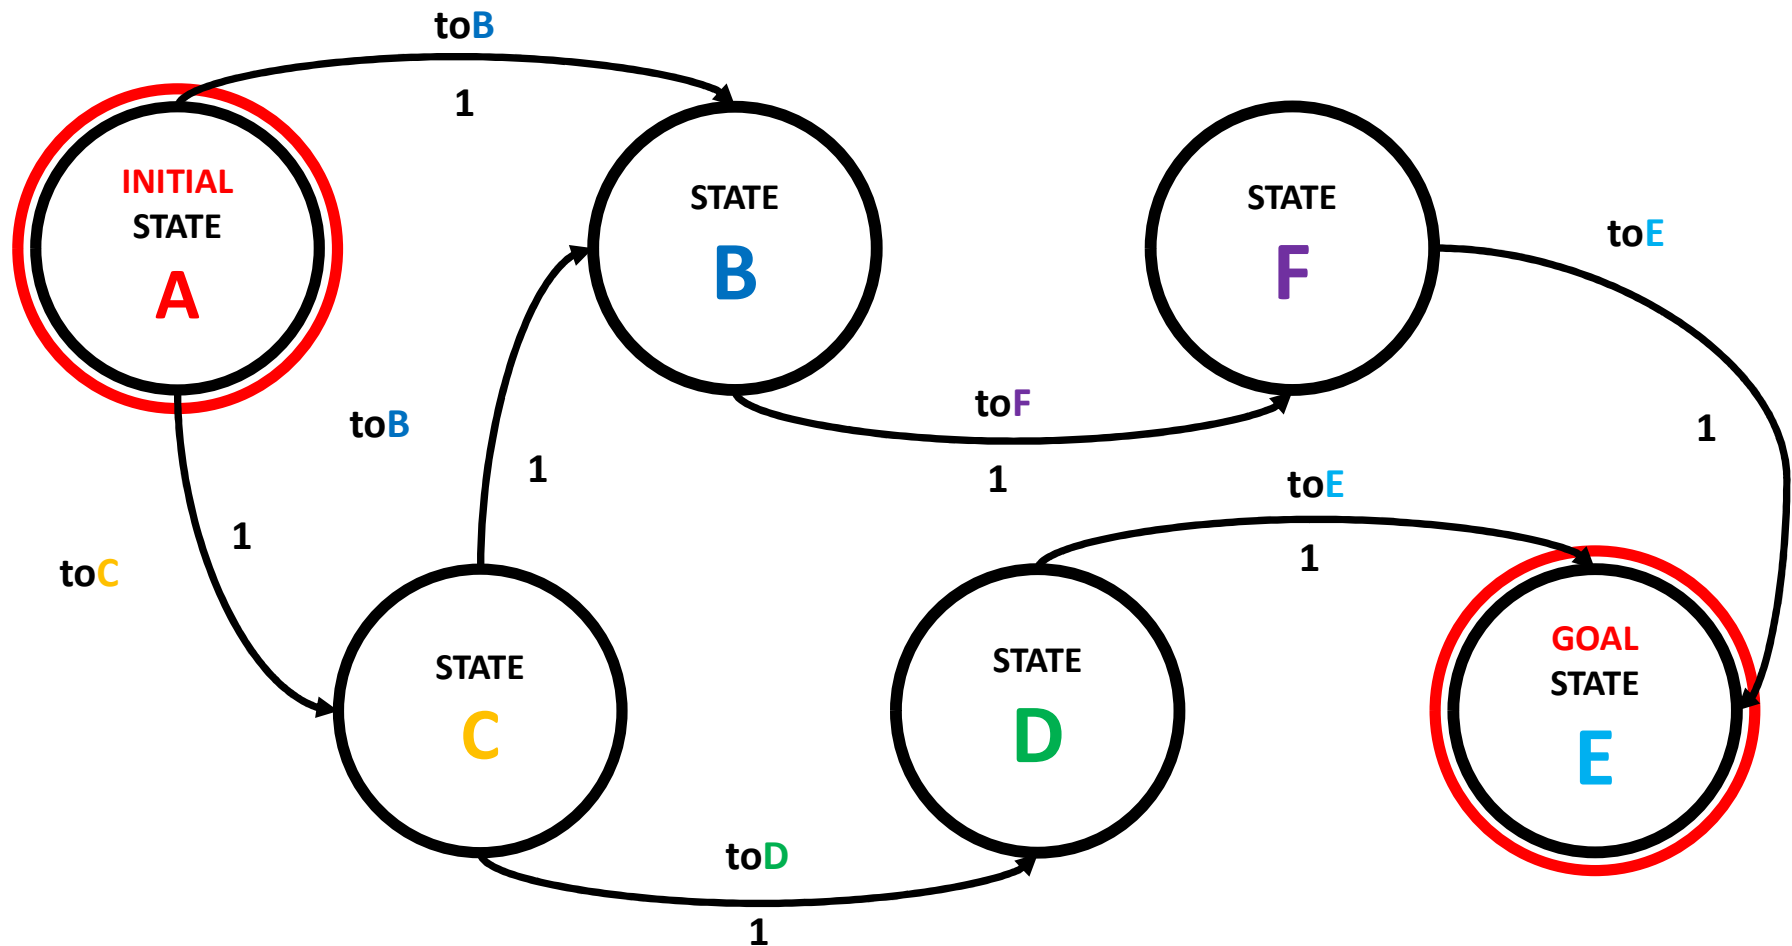 toB
1
INITIAL
STATE
A
STATE
B
STATE
F
toE
1
toB
1
toF
1
toC
1
toE
1
STATE
C
STATE
D
GOAL
STATE
E
toD
1